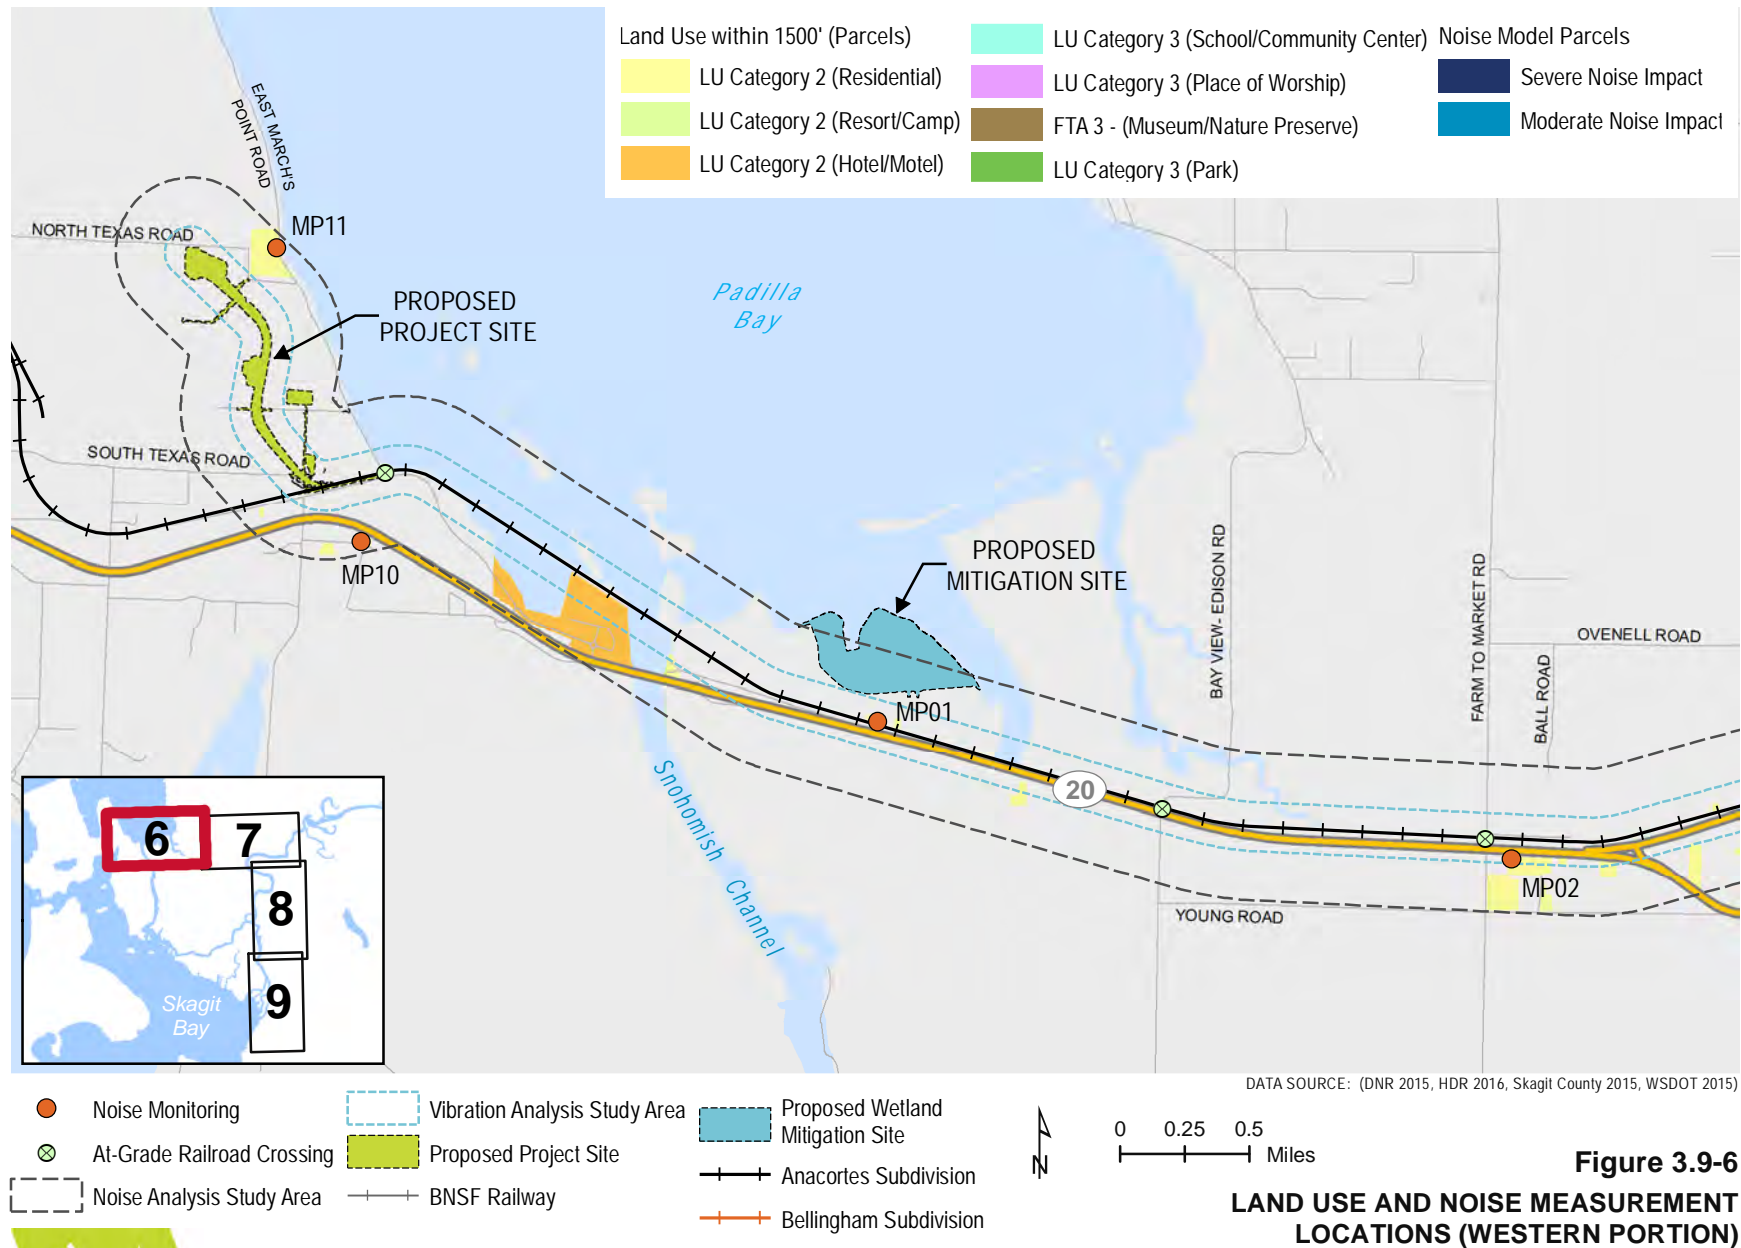 Land Use within 1500' (Parcels)
LU Category 2 (Residential)
LU Category 2 (Resort/Camp)
LU Category 2 (Hotel/Motel)
LU Category 3 (School/Community Center)
LU Category 3 (Place of Worship)
FTA 3 - (Museum/Nature Preserve)
LU Category 3 (Park)
Noise Model Parcels
Severe Noise Impact
Moderate Noise Impact
EAST MARCH'S
POINT ROAD
NORTH TEXAS ROAD
MP11
PROPOSED
PROJECT SITE
Padilla
Bay
SOUTH TEXAS ROAD
MP10
PROPOSED
MITIGATION SITE
MP01
BAY VIEW- EDISON RD
FARM TO MARKET RD
BALL ROAD
OVENELL ROAD
20
MP02
YOUNG ROAD
Snohomish Channel
6
7
8
9
Skagit
Bay
DATA SOURCE: (DNR 2015, HDR 2016, Skagit County 2015, WSDOT 2015)
Noise Monitoring
At-Grade Railroad Crossing
Noise Analysis Study Area
Vibration Analysis Study Area
Proposed Project Site
BNSF Railway
Proposed Wetland
Mitigation Site
Anacortes Subdivision
Bellingham Subdivision
N
0 0.25 0.5
Miles
Figure 3.9-6
LAND USE AND NOISE MEASUREMENT
LOCATIONS (WESTERN PORTION)